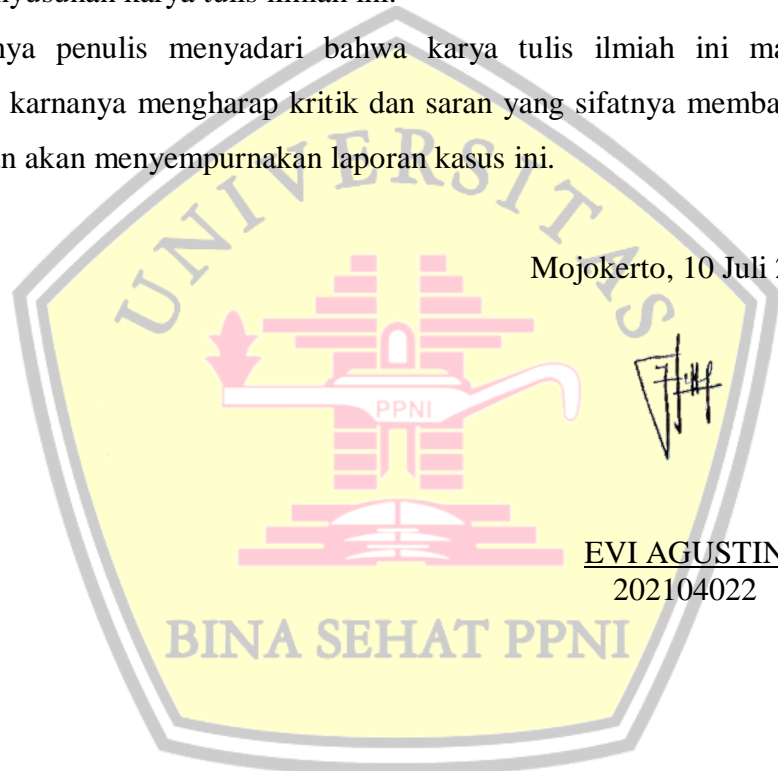 nyusunan karya tulis ilmiah ini.
nya penulis menyadari bahwa karya tulis ilmiah ini ma
karnanya mengharap kritik dan saran yang sifatnya memba
n akan menyempurnakan laporan kasus ini.
UNIVERSITAS
Mojokerto, 10 Juli 2
PPNI
EVI AGUSTIN
202104022
BINA SEHAT PPNI